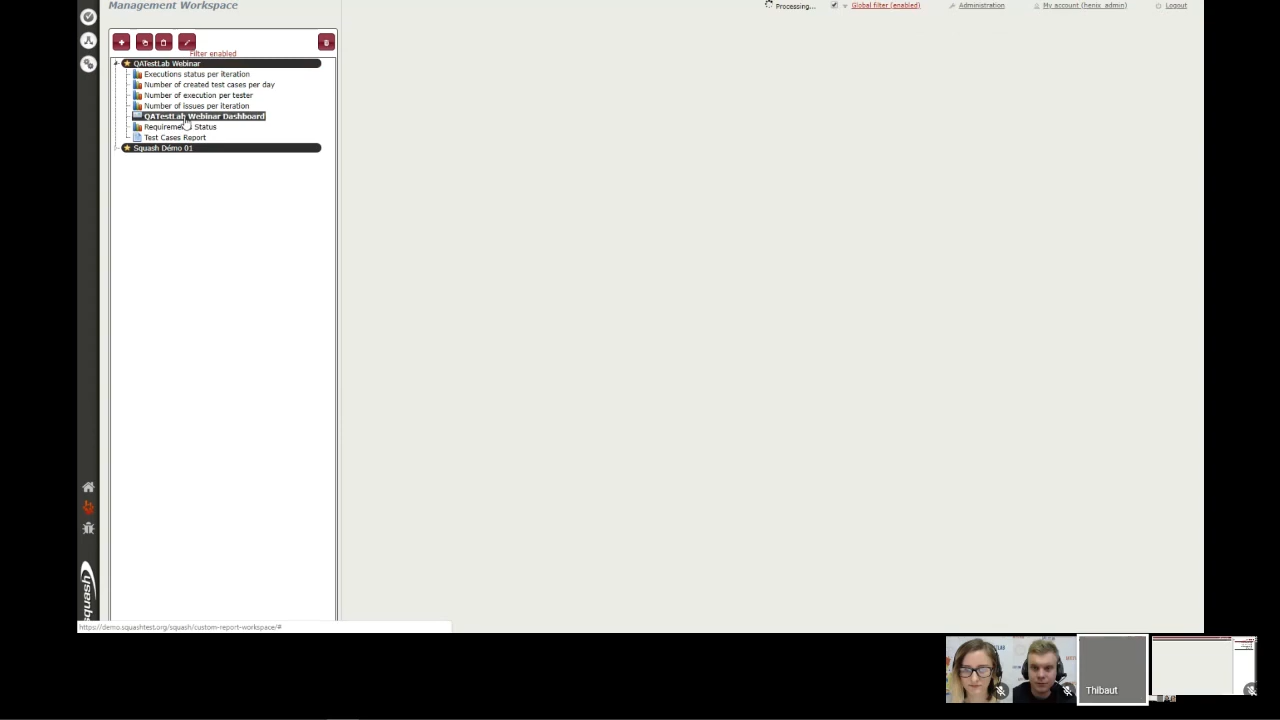 Management Workspace
Processing...
Global filter (enabled)
Administration
My account (henix_admin)
Logout
Filter enabled
QATestLab Webinar
Executions status per iteration
Number of created test cases per day
Number of execution per tester
Number of issues per iteration
QATestLab Webinar Dashboard
Requirement Status
Test Cases Report
Squash Démo 01
squash
https://demo.squashtest.org/squash/custom-report-workspace/#
Thibaut